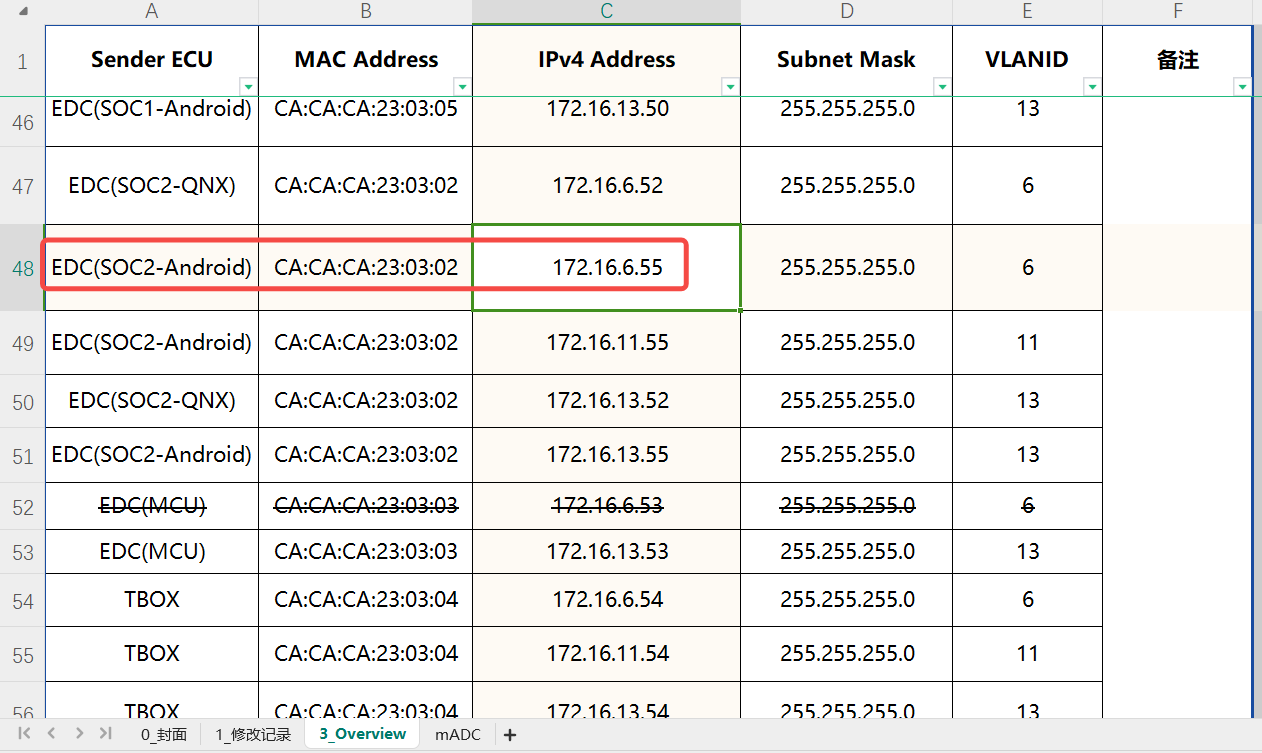 A B C D E F
1 Sender ECU MAC Address IPv4 Address Subnet Mask VLANID 备注
46 EDC(SOC1-Android) CA:CA:CA:23:03:05 172.16.13.50 255.255.255.0 13
47 EDC(SOC2-QNX) CA:CA:CA:23:03:02 172.16.6.52 255.255.255.0 6
48 EDC(SOC2-Android) CA:CA:CA:23:03:02 172.16.6.55 255.255.255.0 6
49 EDC(SOC2-Android) CA:CA:CA:23:03:02 172.16.11.55 255.255.255.0 11
50 EDC(SOC2-QNX) CA:CA:CA:23:03:02 172.16.13.52 255.255.255.0 13
51 EDC(SOC2-Android) CA:CA:CA:23:03:02 172.16.13.55 255.255.255.0 13
52 EDC(MCU) CA:CA:CA:23:03:03 172.16.6.53 255.255.255.0 6
53 EDC(MCU) CA:CA:CA:23:03:03 172.16.13.53 255.255.255.0 13
54 TBOX CA:CA:CA:23:03:04 172.16.6.54 255.255.255.0 6
55 TBOX CA:CA:CA:23:03:04 172.16.11.54 255.255.255.0 11
56 TBOX CA:CA:CA:23:03:04 172.16.13.54 255.255.255.0 13
0_封面 1_修改记录 3_Overview mADC +